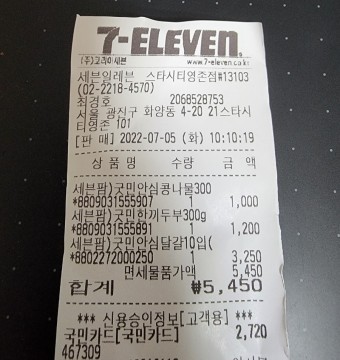 7-ELEVEN.
(주)코리아세븐 www.7-eleven.co.kr
세븐일레븐 스타시티영존점#13103
(02-2218-4570)
최경호 2068528753
서울 광진구 화양동 4-20 21스타시
티영존 101
[판 매] 2022-07-05 (화) 10:10:19
상 품 명 수량 금 액
세븐팜)굿민안심콩나물300
*8809031555907 1 1,000
세븐팜)굿민한끼두부300g
*8809031555691 1 1,200
세븐팜)굿민안심달걀10입(
*8802272000250 1 3,250
면세물품가액 5,450
합계 ₩5,450
*** 신용승인정보[고객용] ***
국민카드[국민카드] 2,720
457309